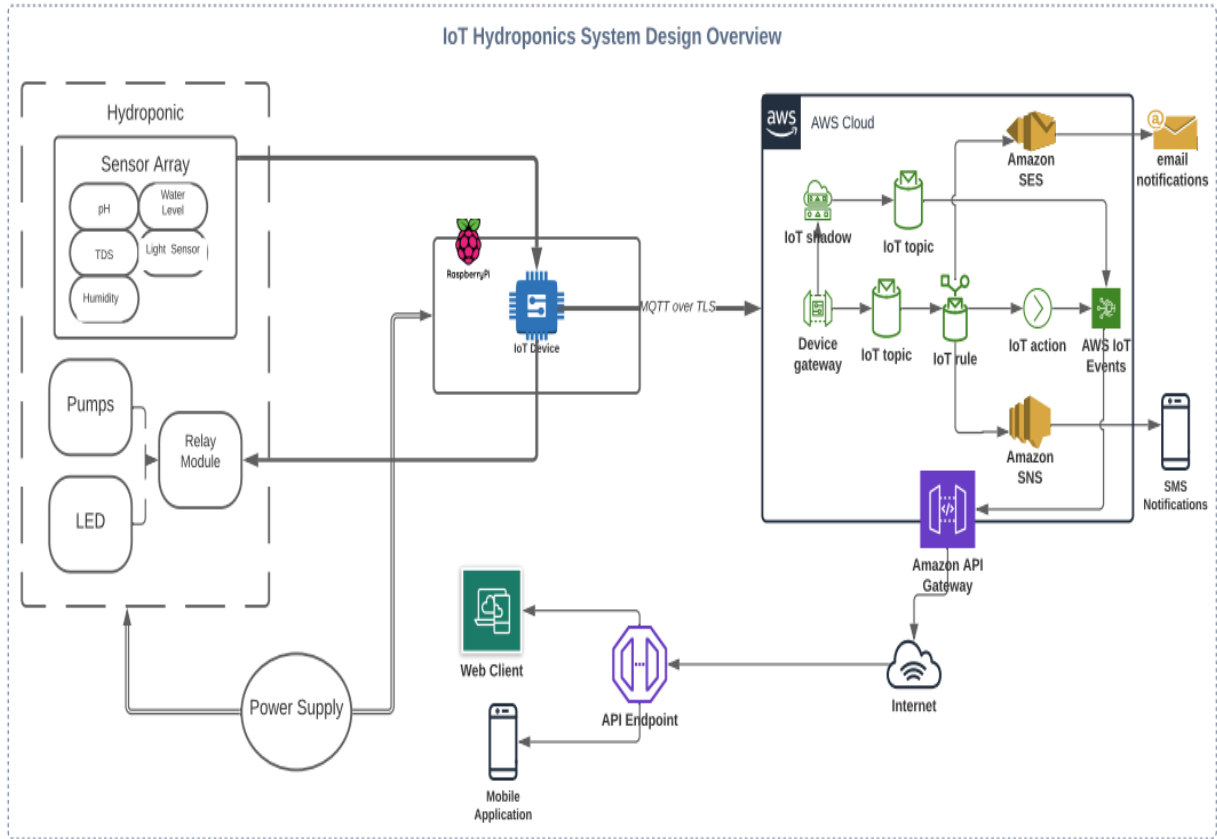 IoT Hydroponics System Design Overview
Hydroponic
Sensor Array
pH
Water
Level
TDS
Light Sensor
Humidity
Pumps
LED
Relay
Module
Power Supply
RaspberryPi
IoT Device
MQTT over TLS
aws
AWS Cloud
IoT shadow
IoT topic
Device
gateway
IoT topic
IoT rule
IoT action
AWS IoT
Events
Amazon
SES
@
email
notifications
Amazon
SNS
SMS
Notifications
</>
Amazon API
Gateway
Internet
API Endpoint
Web Client
Mobile
Application